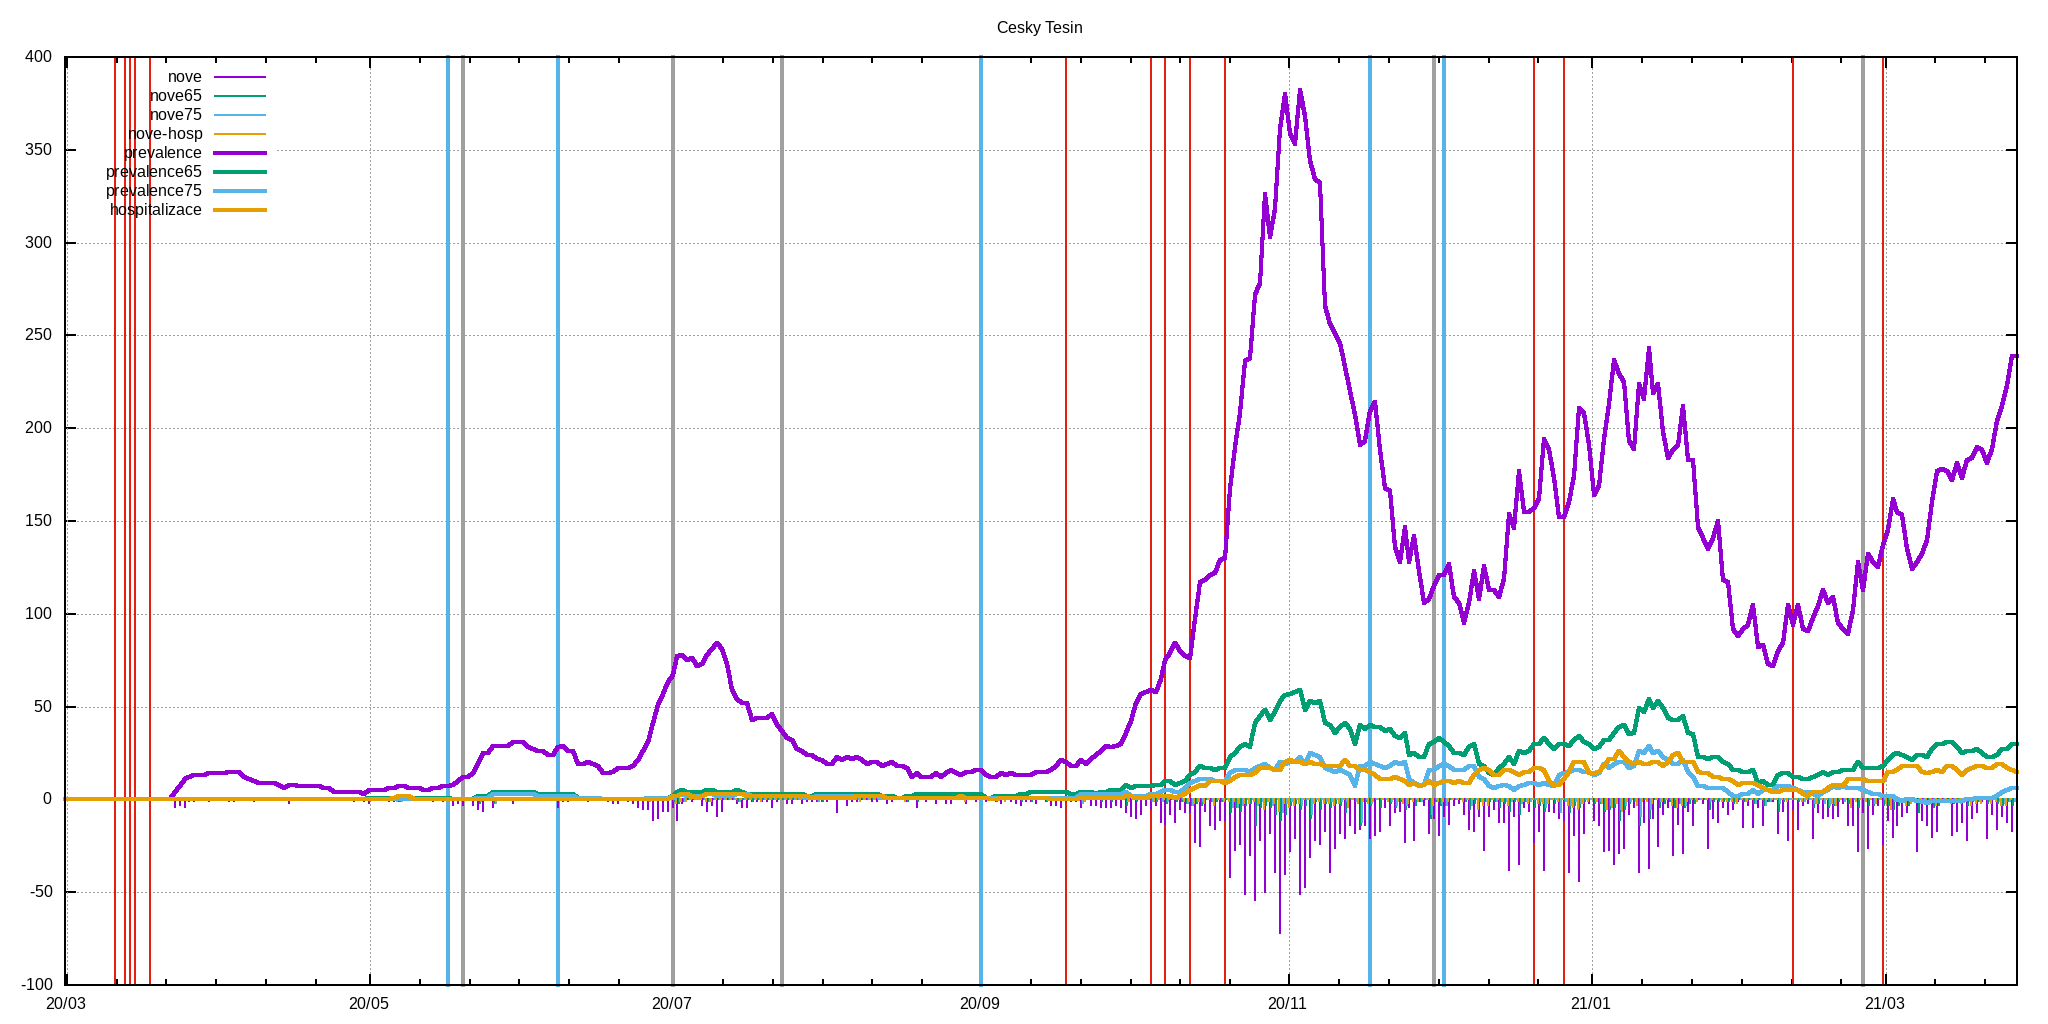 Cesky Tesin
400
350
300
250
200
150
100
50
0
-50
-100
nove
nove65
nove75
nove-hosp
prevalence
prevalence65
prevalence75
hospitalizace
20/03
20/05
20/07
20/09
20/11
21/01
21/03